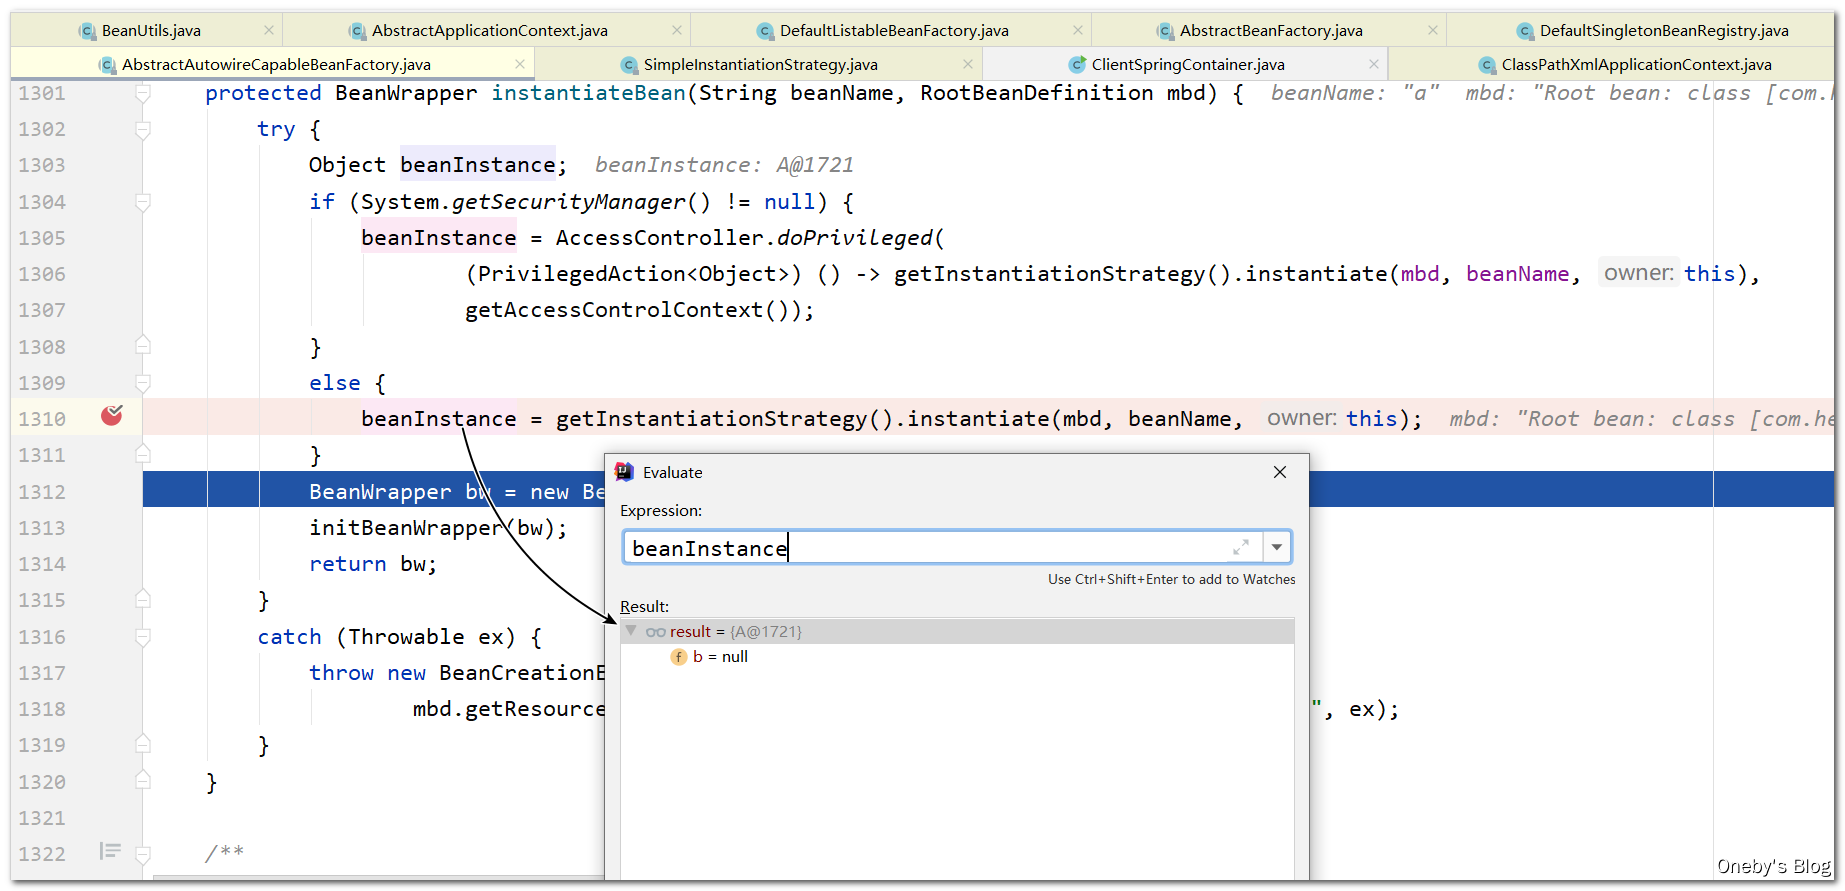 BeanUtils.java AbstractApplicationContext.java DefaultListableBeanFactory.java AbstractBeanFactory.java DefaultSingletonBeanRegistry.java
AbstractAutowireCapableBeanFactory.java SimpleInstantiationStrategy.java ClientSpringContainer.java ClassPathXmlApplicationContext.java
1301 protected BeanWrapper instantiateBean(String beanName, RootBeanDefinition mbd) { beanName: "a" mbd: "Root bean: class [com.h
1302 try {
1303 Object beanInstance; beanInstance: A@1721
1304 if (System.getSecurityManager() != null) {
1305 beanInstance = AccessController.doPrivileged(
1306 (PrivilegedAction<Object>) () -> getInstantiationStrategy().instantiate(mbd, beanName, owner: this),
1307 getAccessControlContext());
1308 }
1309 else {
1310 beanInstance = getInstantiationStrategy().instantiate(mbd, beanName, owner: this); mbd: "Root bean: class [com.he
1311 }
1312 BeanWrapper bw = new Be
1313 initBeanWrapper(bw);
1314 return bw;
1315 }
1316 catch (Throwable ex) {
1317 throw new BeanCreationE
1318 mbd.getResource ", ex);
1319 }
1320 }
1321
1322 /**
Evaluate
Expression:
beanInstance
Use Ctrl+Shift+Enter to add to Watches
Result:
result = {A@1721}
f b = null
Oneby's Blog